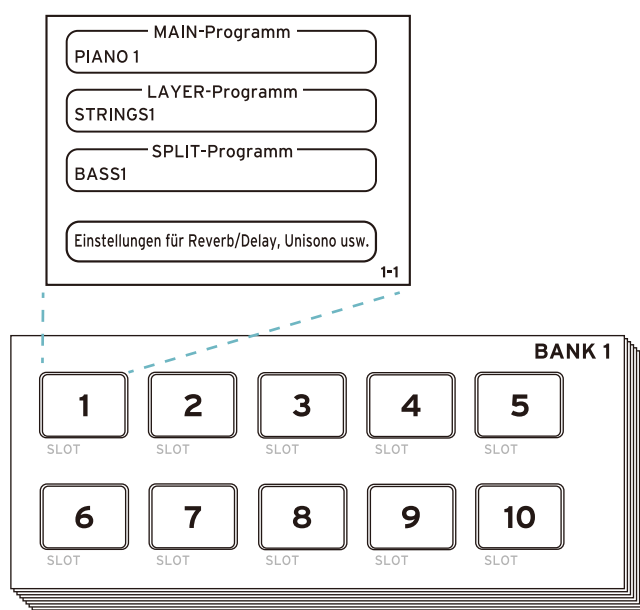 MAIN-Programm
PIANO 1
LAYER-Programm
STRINGS1
SPLIT-Programm
BASS1
Einstellungen für Reverb/Delay, Unisono usw.
1-1
BANK 1
1 2 3 4 5
SLOT SLOT SLOT SLOT SLOT
6 7 8 9 10
SLOT SLOT SLOT SLOT SLOT